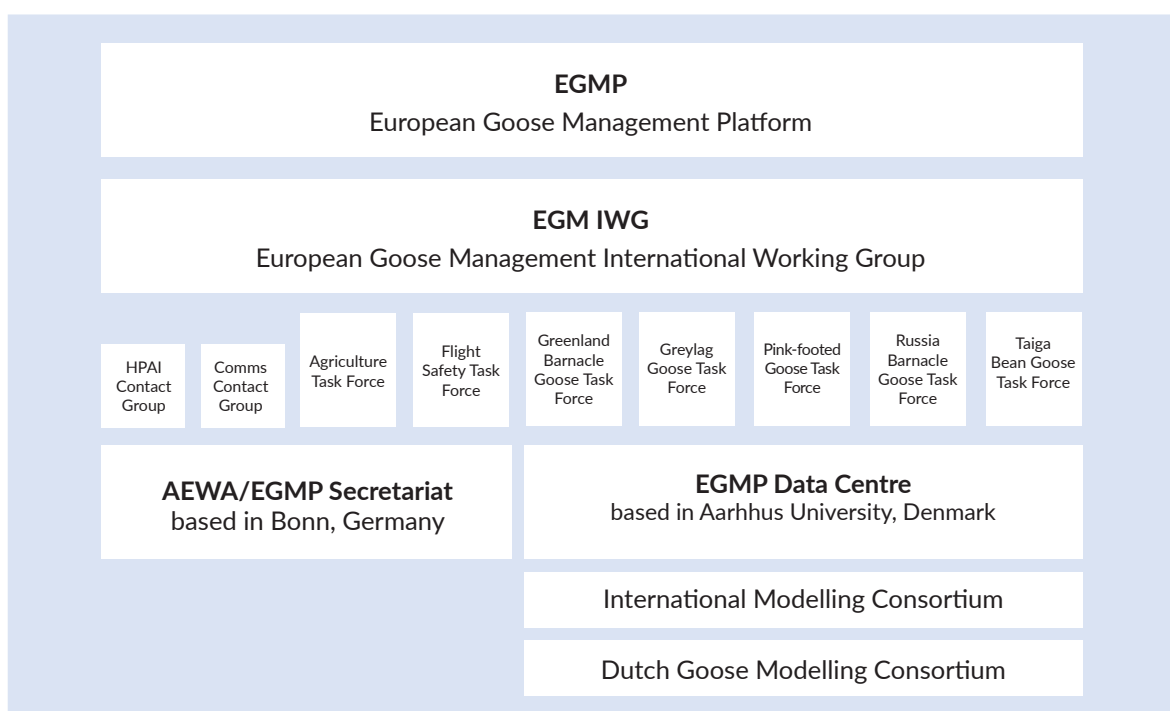 EGMP
European Goose Management Platform
EGM IWG
European Goose Management International Working Group
HPAI
Contact
Group
Comms
Contact
Group
Agriculture
Task Force
Flight
Safety Task
Force
Greenland
Barnacle
Goose Task
Force
Greylag
Goose Task
Force
Pink-footed
Goose Task
Force
Russia
Barnacle
Goose Task
Force
Taiga
Bean Goose
Task Force
AEWA/EGMP Secretariat
based in Bonn, Germany
EGMP Data Centre
based in Aarhhus University, Denmark
International Modelling Consortium
Dutch Goose Modelling Consortium